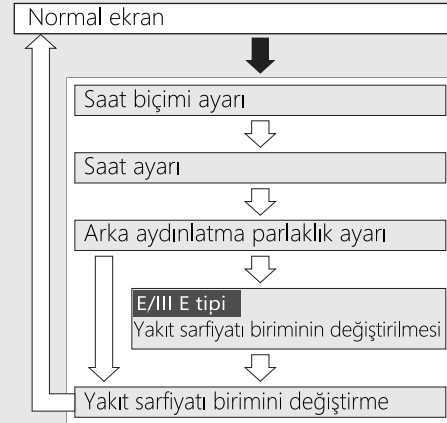 Normal ekran
Saat biçimi ayarı
Saat ayarı
Arka aydınlatma parlaklık ayarı
E/III E tipi
Yakıt sarfiyatı biriminin değiştirilmesi
Yakıt sarfiyatı birimini değiştirme